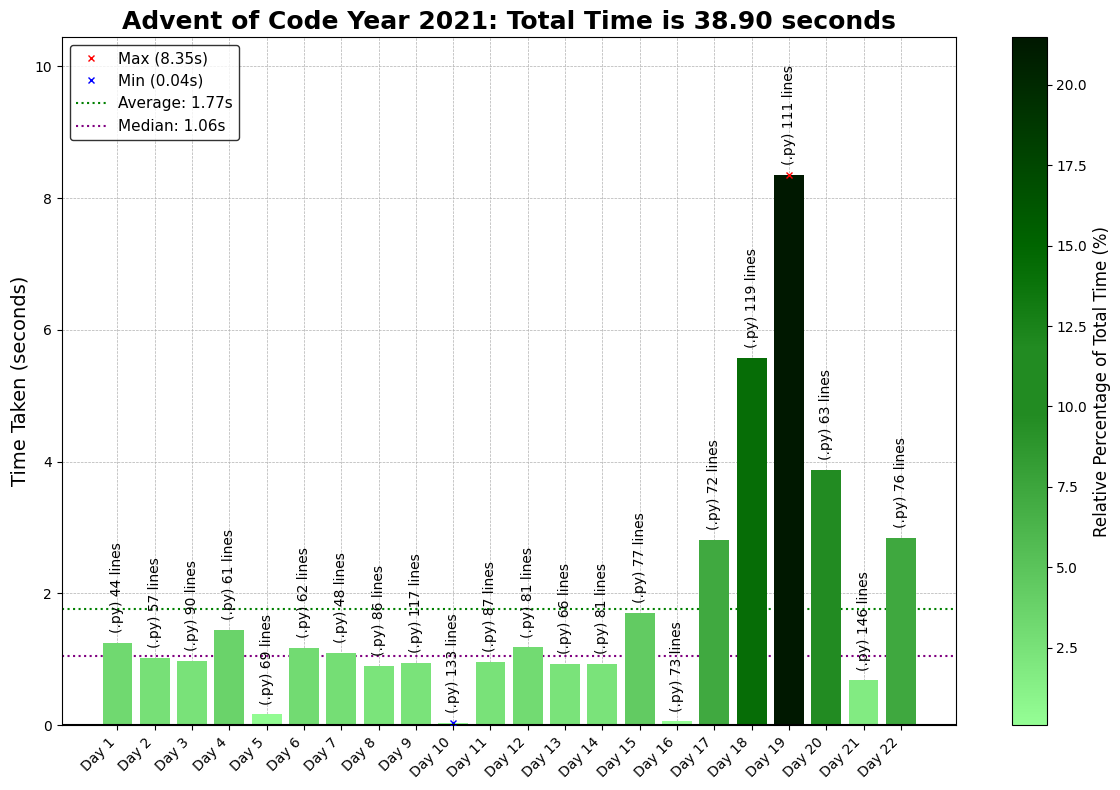 Advent of Code Year 2021: Total Time is 38.90 seconds
Max (8.35s)
Min (0.04s)
Average: 1.77s
Median: 1.06s
Time Taken (seconds)
10
8
6
4
2
0
(.py) 44 lines
(.py) 57 lines
(.py) 90 lines
(.py) 61 lines
(.py) 69 lines
(.py) 62 lines
(.py) 48 lines
(.py) 86 lines
(.py) 117 lines
(.py) 133 lines
(.py) 87 lines
(.py) 81 lines
(.py) 66 lines
(.py) 81 lines
(.py) 77 lines
(.py) 73 lines
(.py) 72 lines
(.py) 119 lines
(.py) 111 lines
(.py) 63 lines
(.py) 146 lines
(.py) 76 lines
Day 1
Day 2
Day 3
Day 4
Day 5
Day 6
Day 7
Day 8
Day 9
Day 10
Day 11
Day 12
Day 13
Day 14
Day 15
Day 16
Day 17
Day 18
Day 19
Day 20
Day 21
Day 22
20.0
17.5
15.0
12.5
10.0
7.5
5.0
2.5
Relative Percentage of Total Time (%)